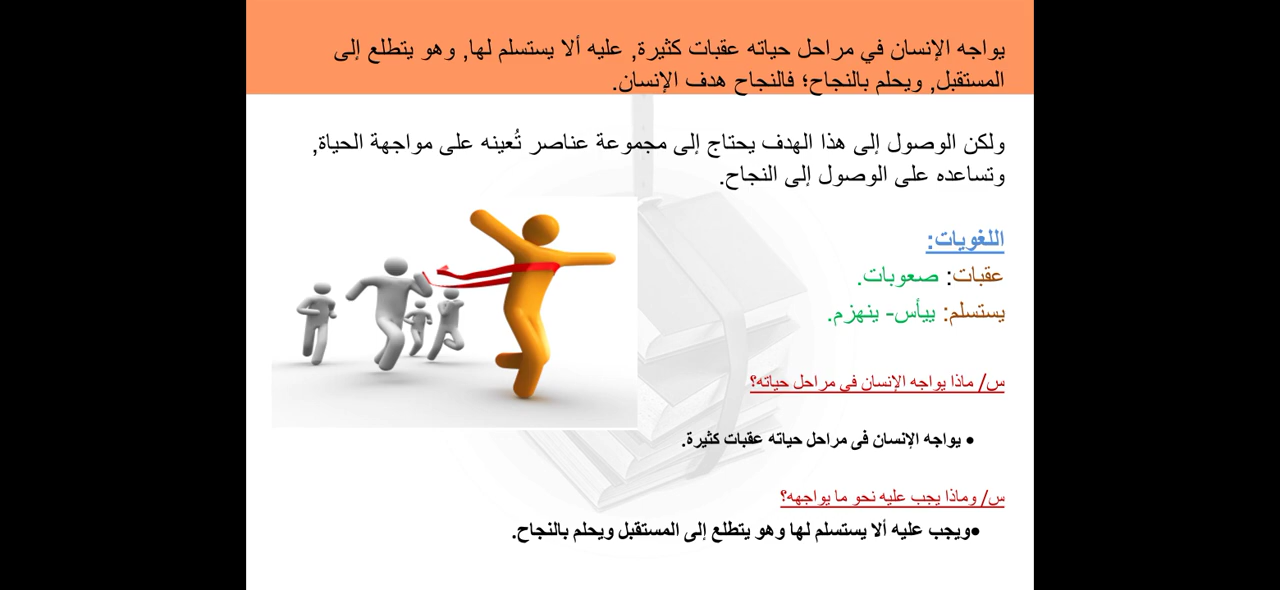 يواجه الإنسان في مراحل حياته عقبات كثيرة, عليه ألا يستسلم لها, وهو يتطلع إلى
المستقبل, ويحلم بالنجاح؛ فالنجاح هدف الإنسان.
ولكن الوصول إلى هذا الهدف يحتاج إلى مجموعة عناصر تُعينه على مواجهة الحياة,
وتساعده على الوصول إلى النجاح.
اللغويات:
عقبات: صعوبات.
يستسلم: ييأس- ينهزم.
س/ ماذا يواجه الإنسان فى مراحل حياته؟
• يواجه الإنسان فى مراحل حياته عقبات كثيرة.
س/ وماذا يجب عليه نحو ما يواجهه؟
•ويجب عليه ألا يستسلم لها وهو يتطلع إلى المستقبل ويحلم بالنجاح.